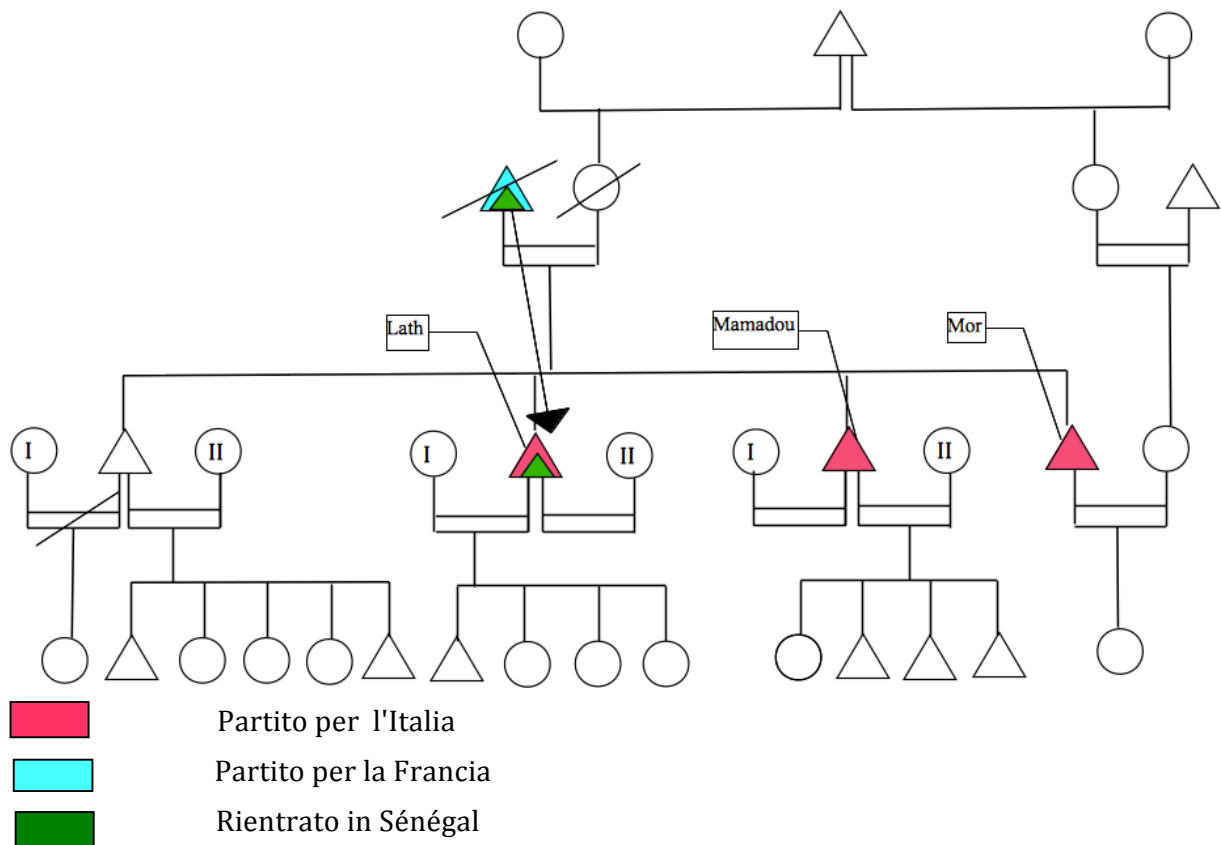 Lath
Mamadou
Mor
I
II
I
II
I
II
Partito per l'Italia
Partito per la Francia
Rientrato in Sénégal